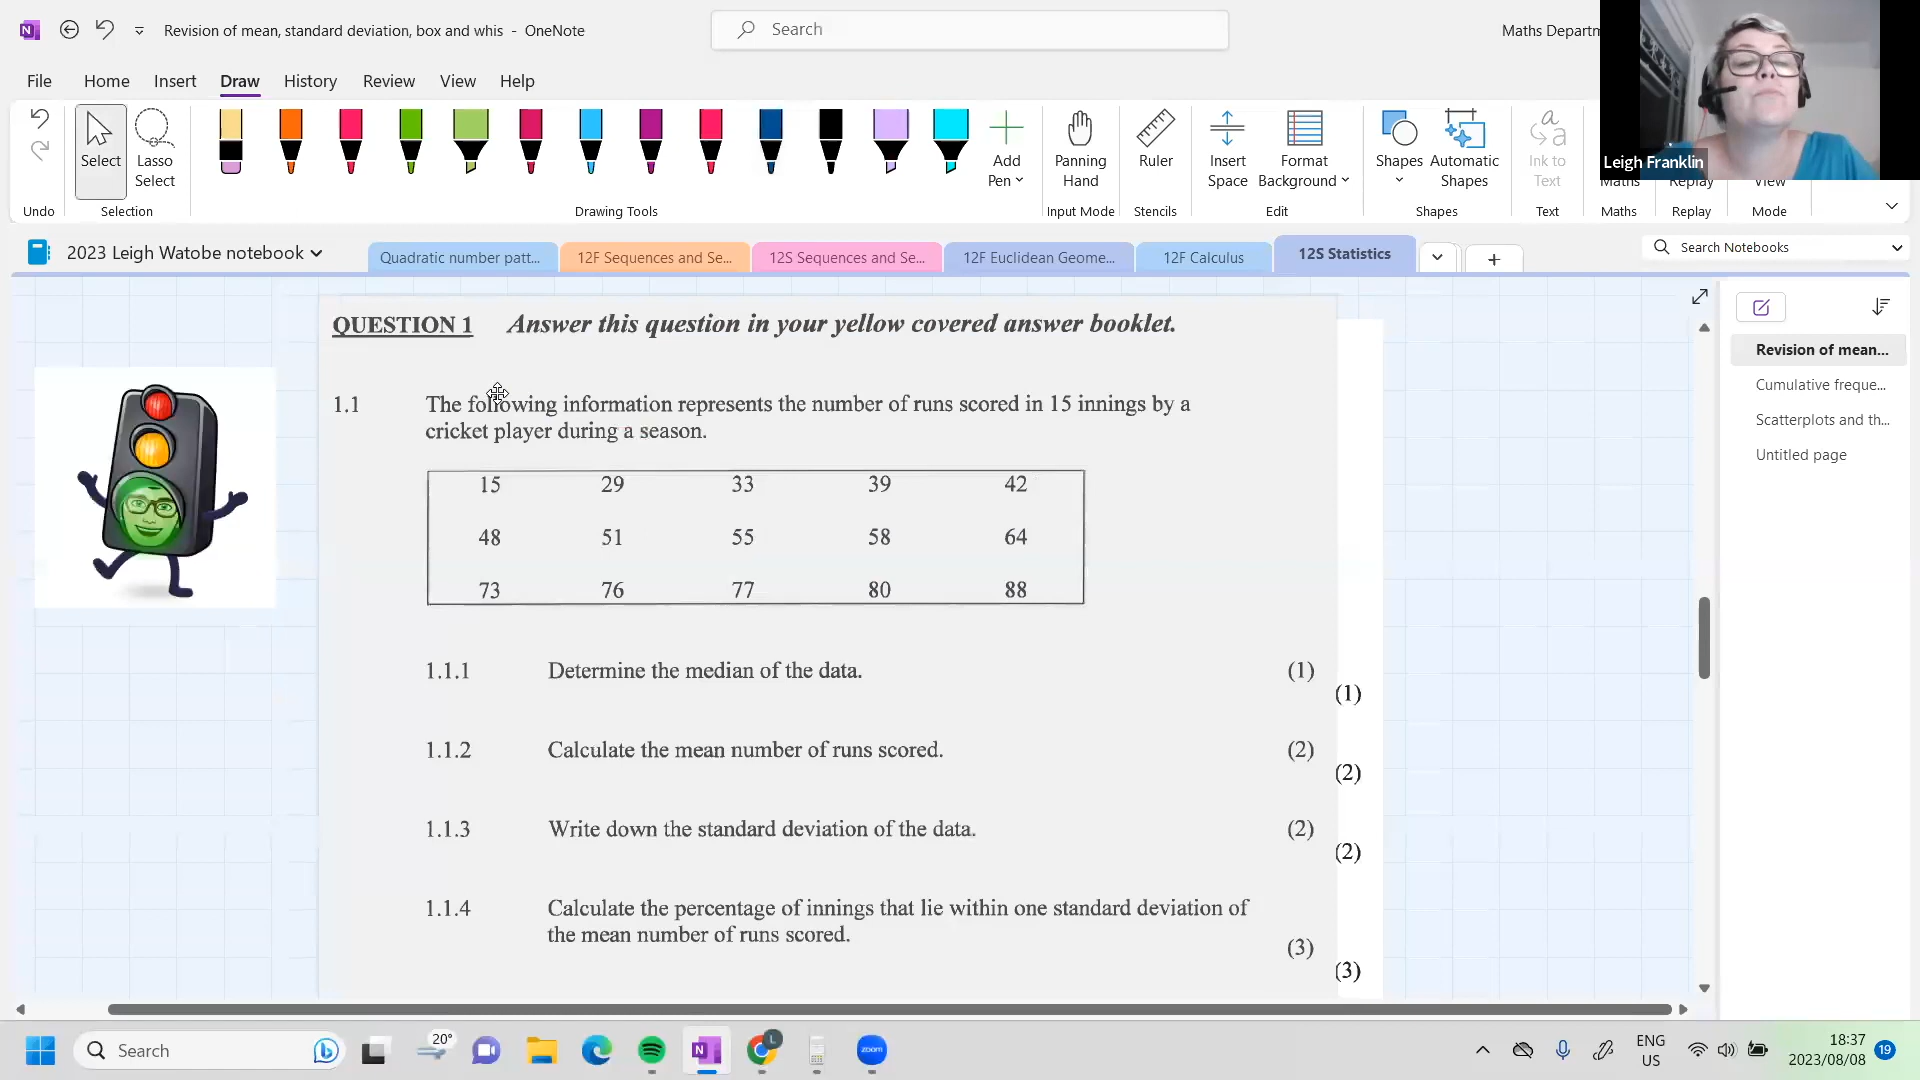 Revision of mean, standard deviation, box and whis - OneNote
Search
Maths Departm
File Home Insert Draw History Review View Help
Undo
Select
Lasso Select
Selection
Drawing Tools
Add Pen
Panning Hand
Input Mode
Ruler
Stencils
Insert Space
Format Background
Edit
Shapes
Automatic Shapes
Shapes
Ink to Text
Text
Maths
Maths
Replay
Replay
View
Mode
Leigh Franklin
2023 Leigh Watobe notebook
Quadratic number patt...
12F Sequences and Se...
12S Sequences and Se...
12F Euclidean Geome...
12F Calculus
12S Statistics
Search Notebooks
QUESTION 1 Answer this question in your yellow covered answer booklet.
1.1 The following information represents the number of runs scored in 15 innings by a
cricket player during a season.
15 29 33 39 42
48 51 55 58 64
73 76 77 80 88
1.1.1 Determine the median of the data. (1)
(1)
1.1.2 Calculate the mean number of runs scored. (2)
(2)
1.1.3 Write down the standard deviation of the data. (2)
(2)
1.1.4 Calculate the percentage of innings that lie within one standard deviation of
the mean number of runs scored.
(3)
(3)
Revision of mean...
Cumulative freque...
Scatterplots and th...
Untitled page
Search
20°
L
zoom
ENG
US
18:37
2023/08/08
19